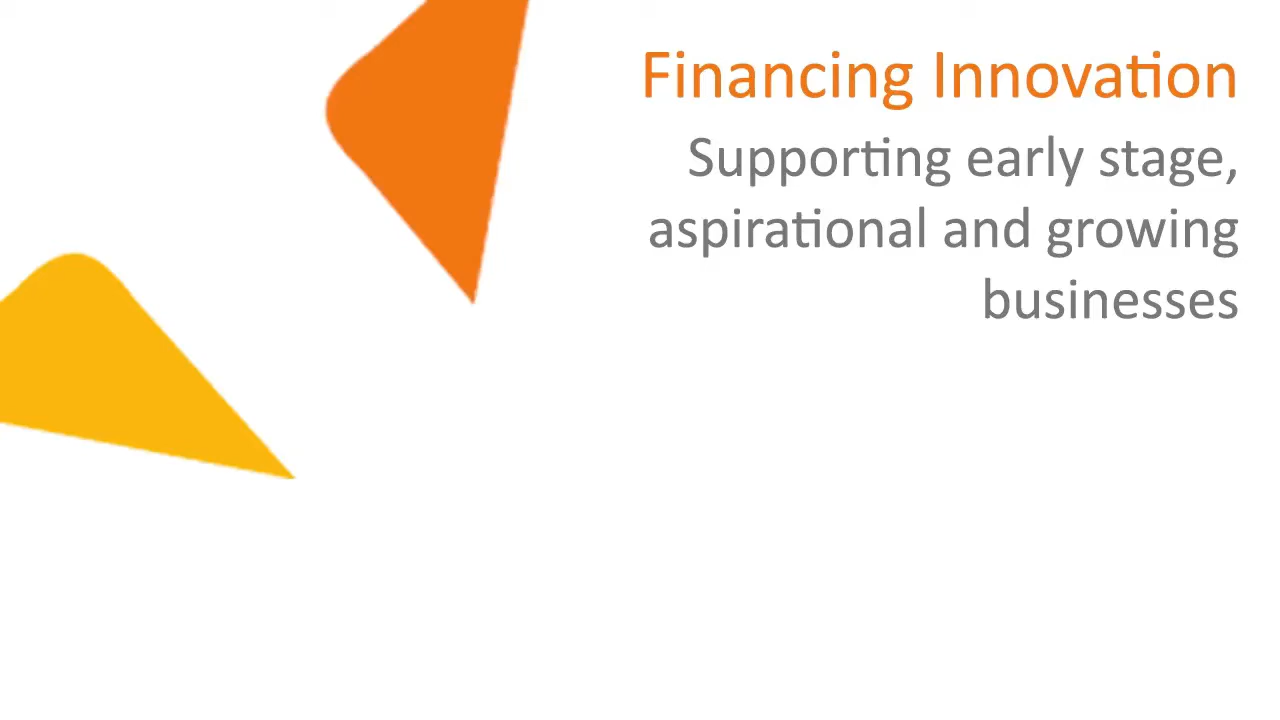 Financing Innovation
Supporting early stage,
aspirational and growing
businesses